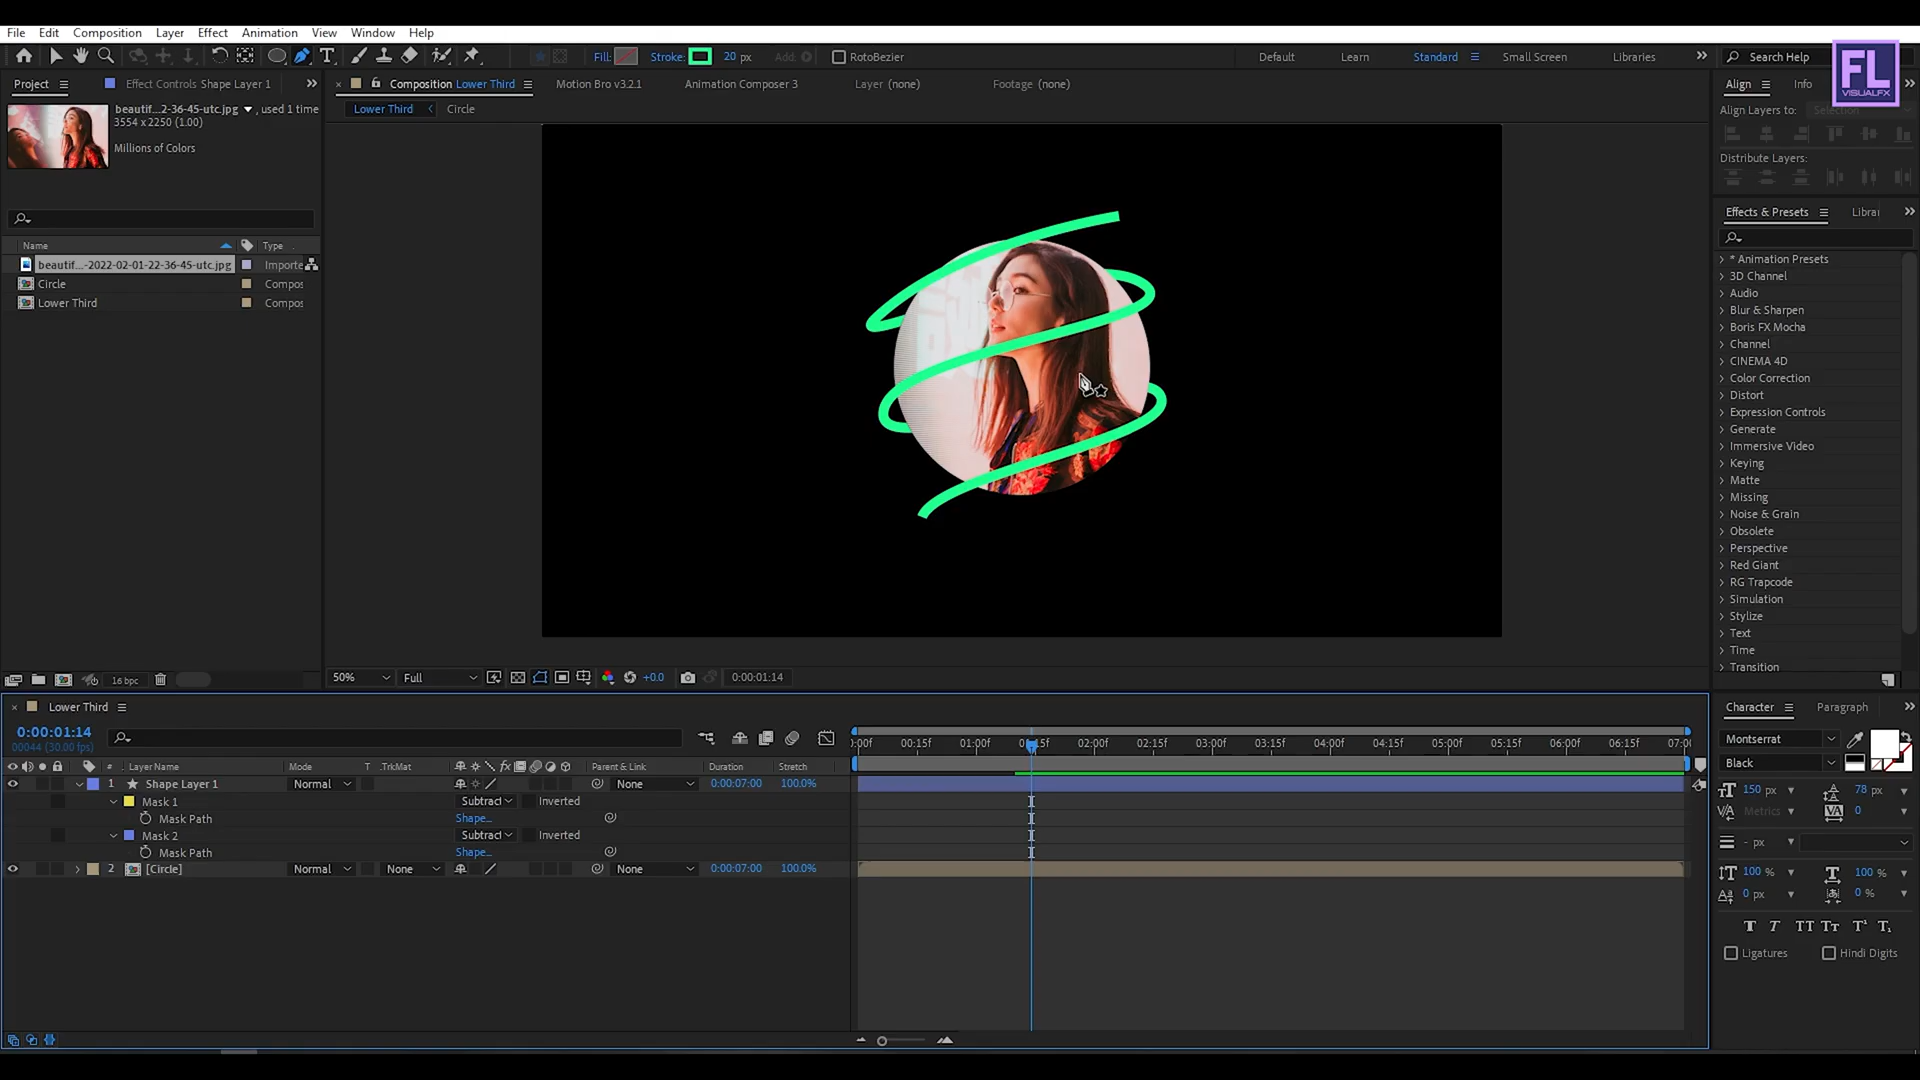 File Edit Composition Layer Effect Animation View Window Help
Fill: Stroke: 20 px Add: RotoBezier Default Learn Standard Small Screen Libraries Search Help
FL
VISUALFX
Project Effect Controls Shape Layer 1
Composition Lower Third Motion Bro v3.2.1 Animation Composer 3 Layer (none) Footage (none)
Align Info
beautif...2-36-45-utc.jpg , used 1 time
3554 x 2250 (1.00)
Millions of Colors
Lower Third Circle
Align Layers to: Selection
Distribute Layers:
Effects & Presets Librai
Name Type
beautif...-2022-02-01-22-36-45-utc.jpg Importe
Circle Compos
Lower Third Compos
* Animation Presets
3D Channel
Audio
Blur & Sharpen
Boris FX Mocha
Channel
CINEMA 4D
Color Correction
Distort
Expression Controls
Generate
Immersive Video
Keying
Matte
Missing
Noise & Grain
Obsolete
Perspective
Red Giant
RG Trapcode
Simulation
Stylize
Text
Time
Transition
16 bpc
50% Full +0.0 0:00:01:14
Lower Third
0:00:01:14
00044 (30.00 fps)
:00f 00:15f 01:00f 01:15f 02:00f 02:15f 03:00f 03:15f 04:00f 04:15f 05:00f 05:15f 06:00f 06:15f 07:0
# Layer Name Mode T .TrkMat Parent & Link Duration Stretch
1 Shape Layer 1 Normal None 0:00:07:00 100.0%
Mask 1 Subtract Inverted
Mask Path Shape...
Mask 2 Subtract Inverted
Mask Path Shape...
2 [Circle] Normal None None 0:00:07:00 100.0%
Character Paragraph
Montserrat
Black
150 px 78 px
Metrics 0
- px
100 % 100 %
0 px 0 %
T T TT Tt T¹ T₁
Ligatures Hindi Digits